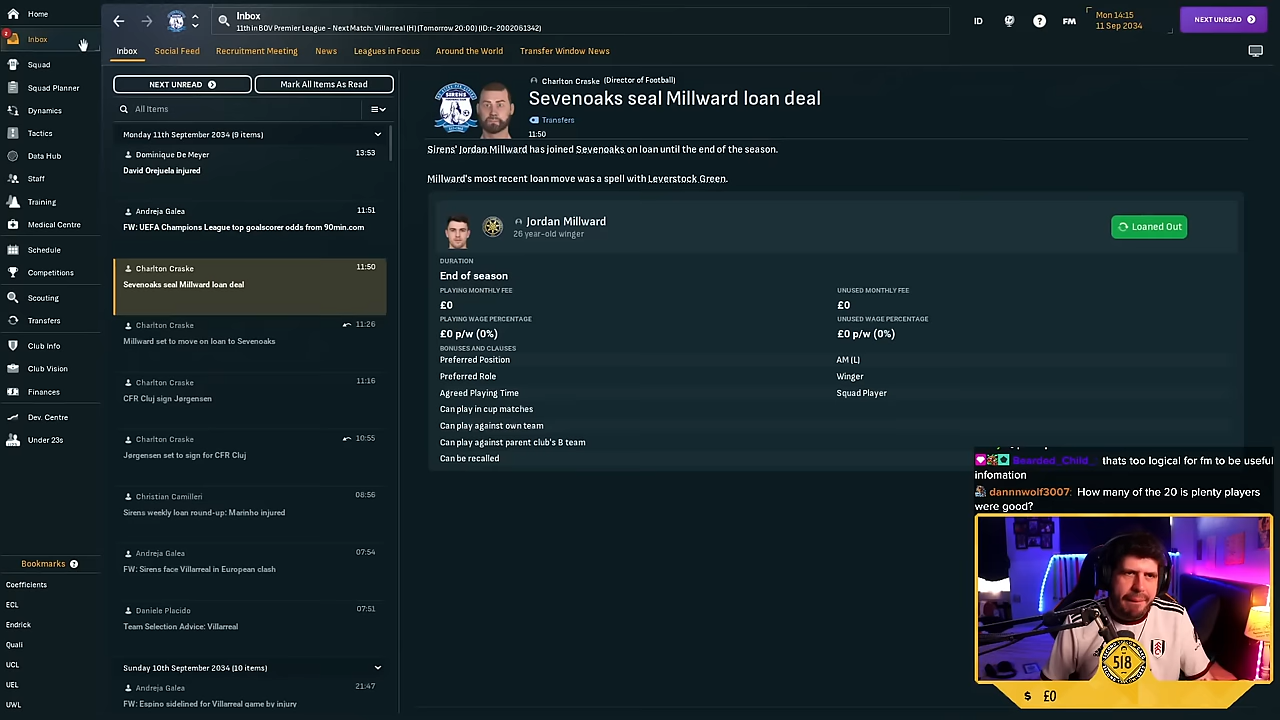 Home
Inbox
2
Squad
Squad Planner
Dynamics
Tactics
Data Hub
Staff
Training
Medical Centre
Schedule
Competitions
Scouting
Transfers
Club Info
Club Vision
Finances
Dev. Centre
Under 23s
Bookmarks
Coefficients
ECL
Endrick
Quali
UCL
UEL
UWL
Inbox
11th in BOV Premier League - Next Match: Villarreal (H) (Tomorrow 20:00) (ID:r-2002061342)
ID
FM
Mon 14:15
11 Sep 2034
NEXT UNREAD
Inbox Social Feed Recruitment Meeting News Leagues in Focus Around the World Transfer Window News
NEXT UNREAD Mark All Items As Read
All Items
Monday 11th September 2034 (9 items)
Dominique De Meyer 13:53
David Orejuela injured
Andreja Galea 11:51
FW: UEFA Champions League top goalscorer odds from 90min.com
Charlton Craske 11:50
Sevenoaks seal Millward loan deal
Charlton Craske 11:26
Millward set to move on loan to Sevenoaks
Charlton Craske 11:16
CFR Cluj sign Jørgensen
Charlton Craske 10:55
Jørgensen set to sign for CFR Cluj
Christian Camilleri 08:56
Sirens weekly loan round-up: Marinho injured
Andreja Galea 07:54
FW: Sirens face Villarreal in European clash
Daniele Placido 07:51
Team Selection Advice: Villarreal
Sunday 10th September 2034 (10 items)
Andreja Galea 21:47
FW: Espino sidelined for Villarreal game by injury
SIRENS
Charlton Craske (Director of Football)
Sevenoaks seal Millward loan deal
Transfers
11:50
Sirens' Jordan Millward has joined Sevenoaks on loan until the end of the season.
Millward's most recent loan move was a spell with Leverstock Green.
Jordan Millward
26 year-old winger
Loaned Out
DURATION
End of season
PLAYING MONTHLY FEE UNUSED MONTHLY FEE
£0 £0
PLAYING WAGE PERCENTAGE UNUSED WAGE PERCENTAGE
£0 p/w (0%) £0 p/w (0%)
BONUSES AND CLAUSES
Preferred Position AM (L)
Preferred Role Winger
Agreed Playing Time Squad Player
Can play in cup matches
Can play against own team
Can play against parent club's B team
Can be recalled
Bearded_Child_ thats too logical for fm to be useful
infomation
dannnwolf3007: How many of the 20 is plenty players
were good?
518
$ £0